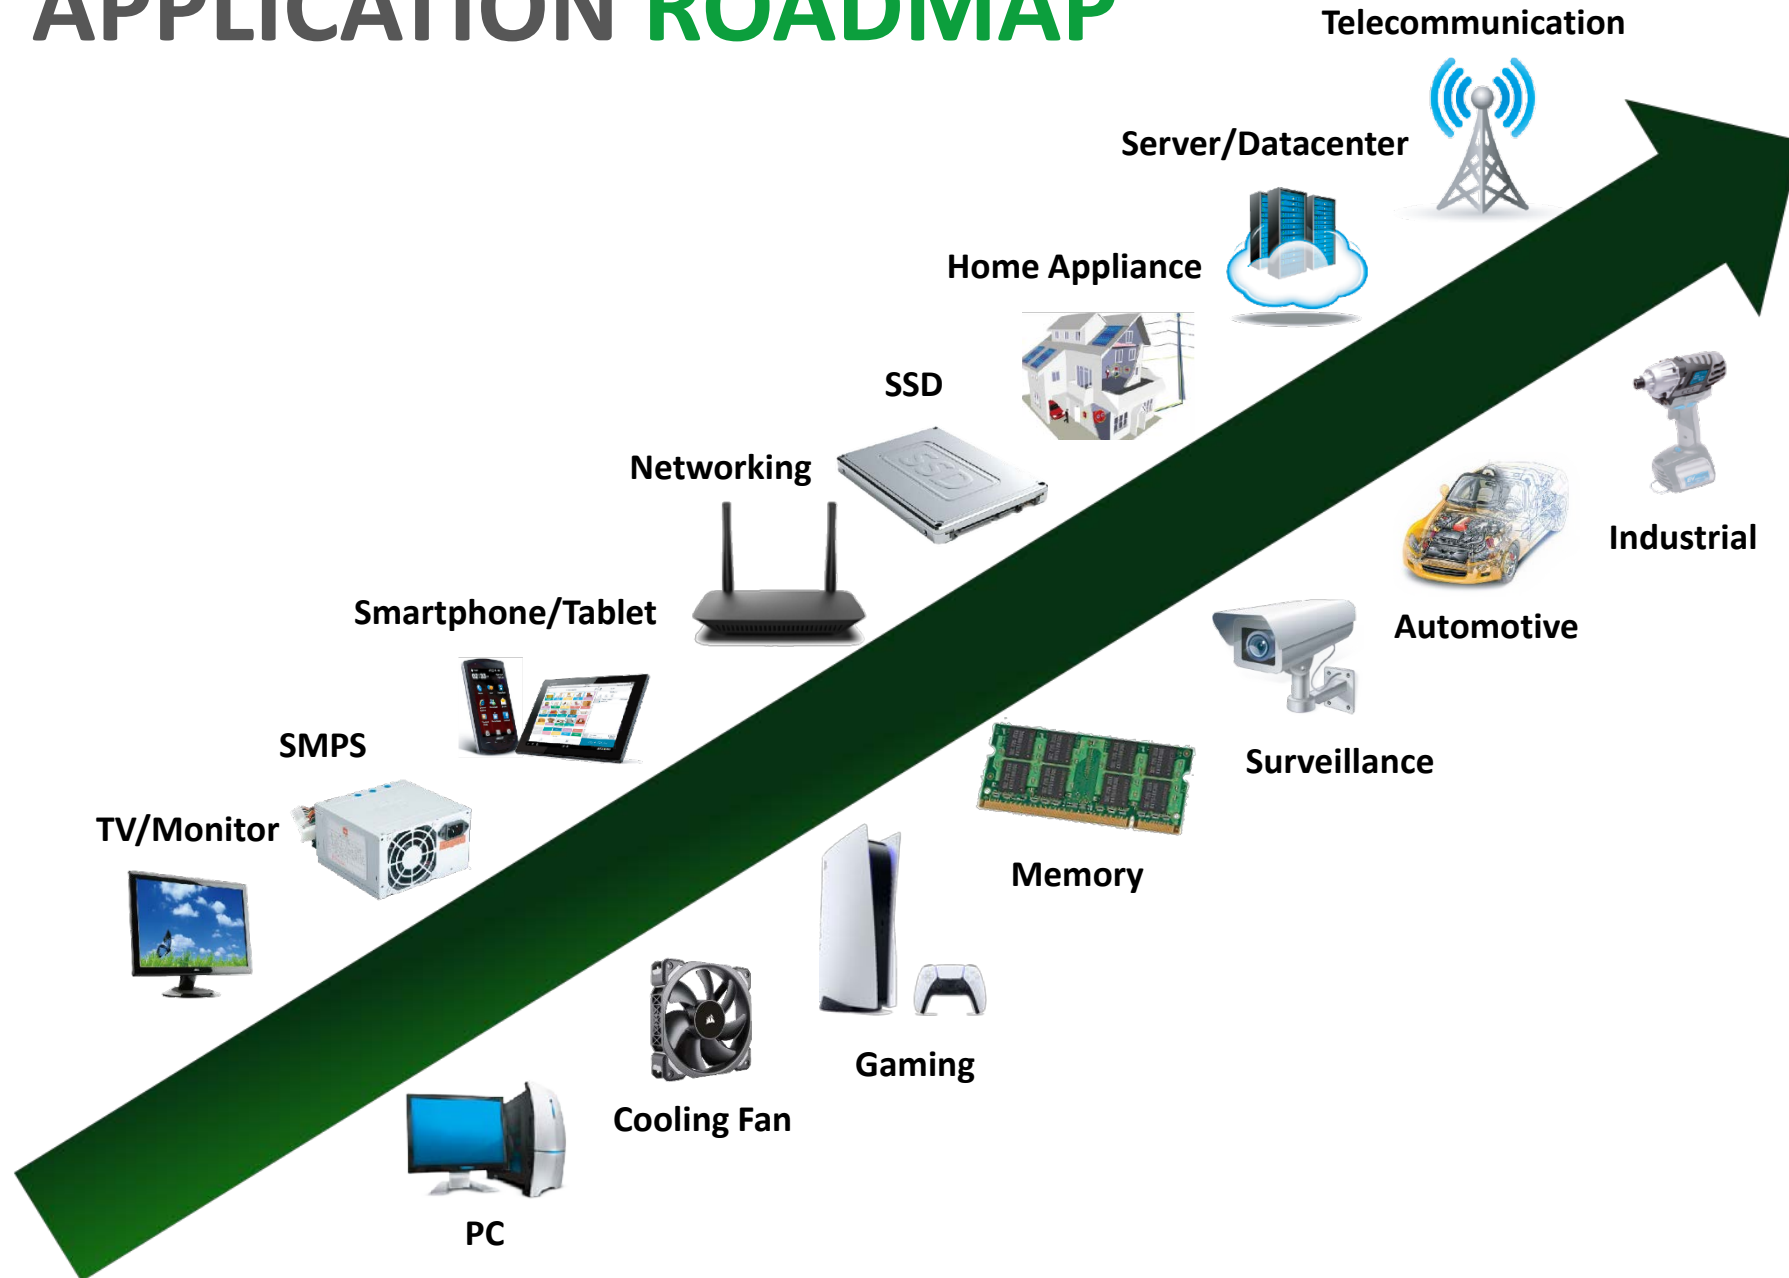 APPLICATION ROADMAP
Telecommunication
Server/Datacenter
Home Appliance
SSD
SSD
Networking
Industrial
Smartphone/Tablet
Automotive
SMPS
Surveillance
TV/Monitor
Memory
Gaming
Cooling Fan
PC